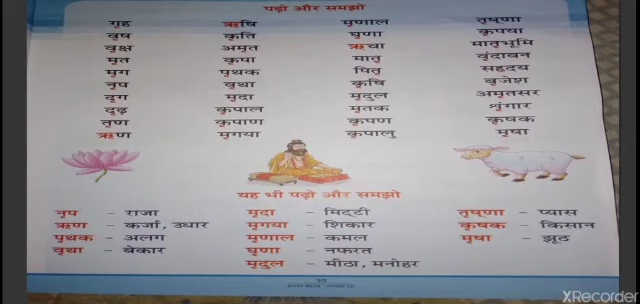 पढ़ो और समझो
गृह ऋषि मृणाल तृष्णा
वृष कृति घृणा कृपया
वृक्ष अमृत ऋचा मातृभूमि
मृत कृपा मातृ वृंदावन
मृग पृथक पितृ सहृदय
नृप वृथा कृषि बृजेश
दृग मृदा मृदुल अमृतसर
दृढ़ कृपाल मृतक शृंगार
तृण कृपाण कृपण कृषक
ऋण मृगया कृपालु मृषा
यह भी पढ़ो और समझो
नृप – राजा मृदा – मिट्टी तृष्णा – प्यास
ऋण – कर्जा, उधार मृगया – शिकार कृषक – किसान
पृथक – अलग मृणाल – कमल मृषा – झूठ
वृथा – बेकार घृणा – नफरत
मृदुल – मीठा, मनोहर
39
XRecorder